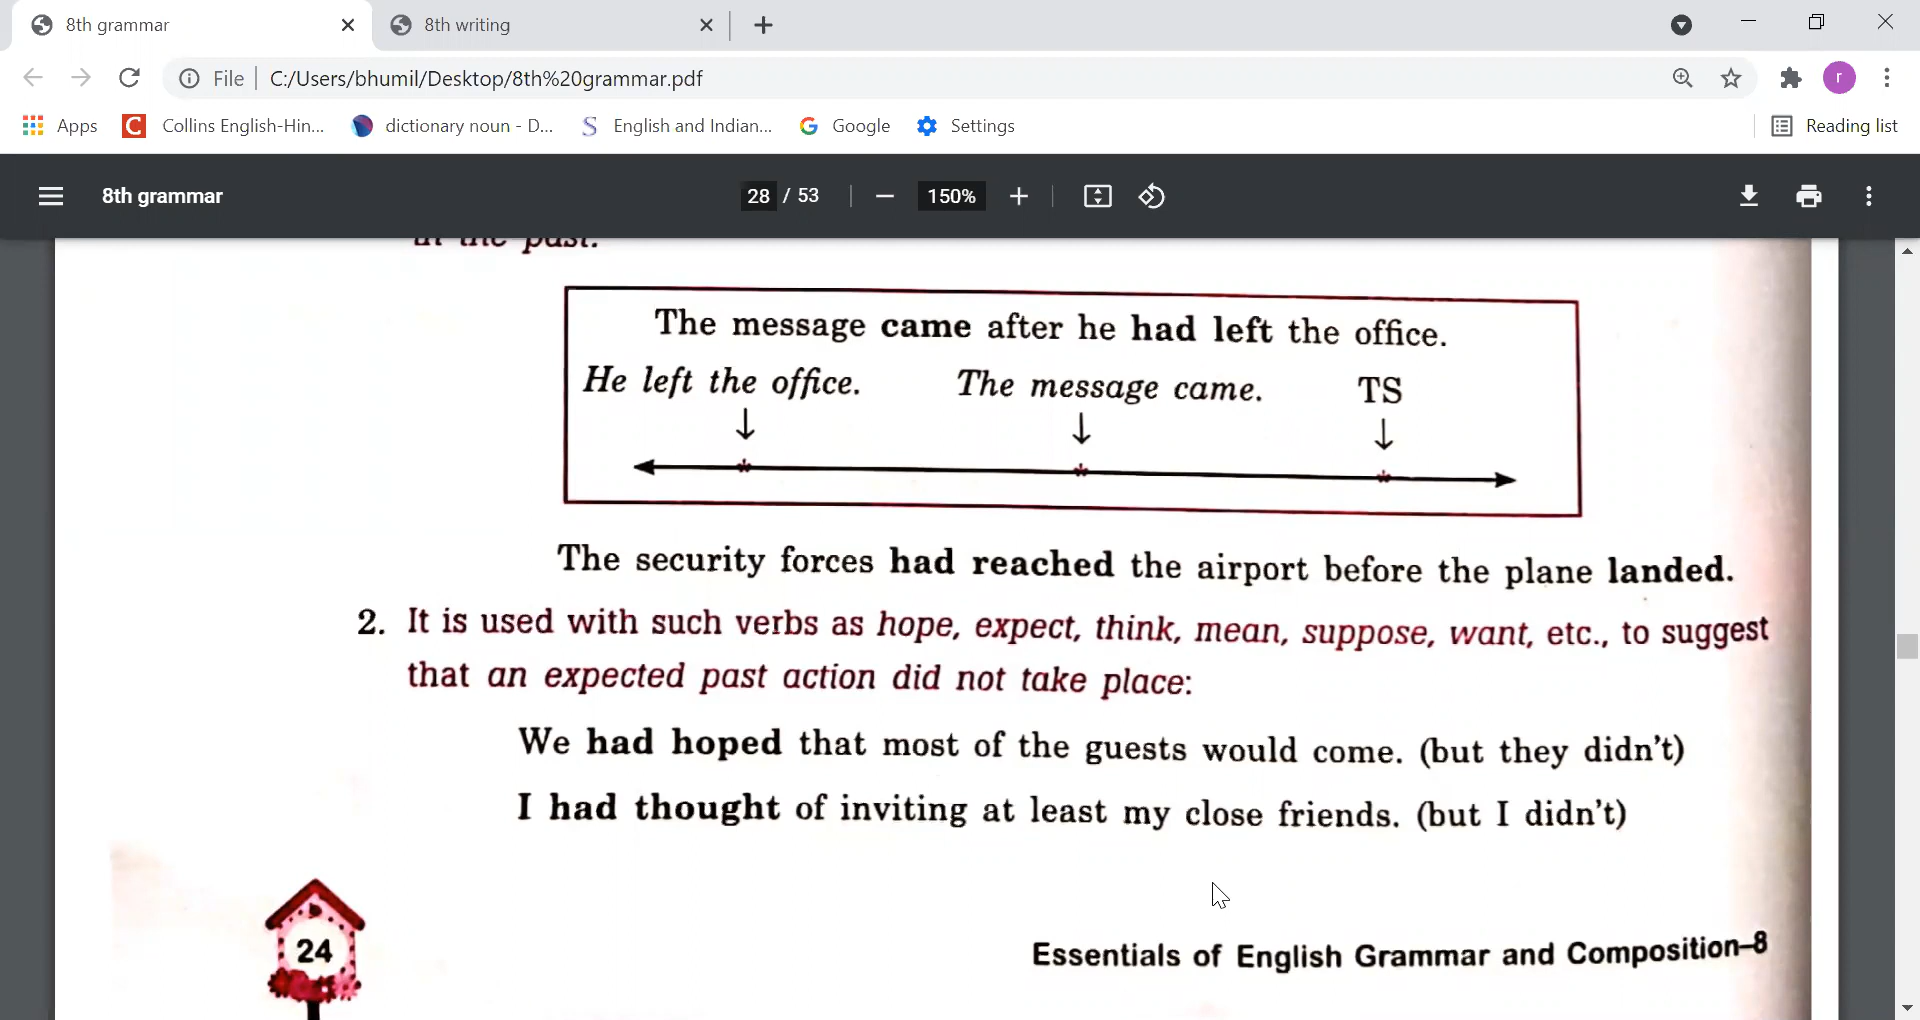 8th grammar
8th writing
File
C:/Users/bhumil/Desktop/8th%20grammar.pdf
r
Apps
Collins English-Hin...
dictionary noun - D...
English and Indian...
Google
Settings
Reading list
8th grammar
28 / 53
150%
in the past.
The message came after he had left the office.
He left the office. The message came. TS
The security forces had reached the airport before the plane landed.
2. It is used with such verbs as hope, expect, think, mean, suppose, want, etc., to suggest
that an expected past action did not take place:
We had hoped that most of the guests would come. (but they didn't)
I had thought of inviting at least my close friends. (but I didn't)
24
Essentials of English Grammar and Composition–8